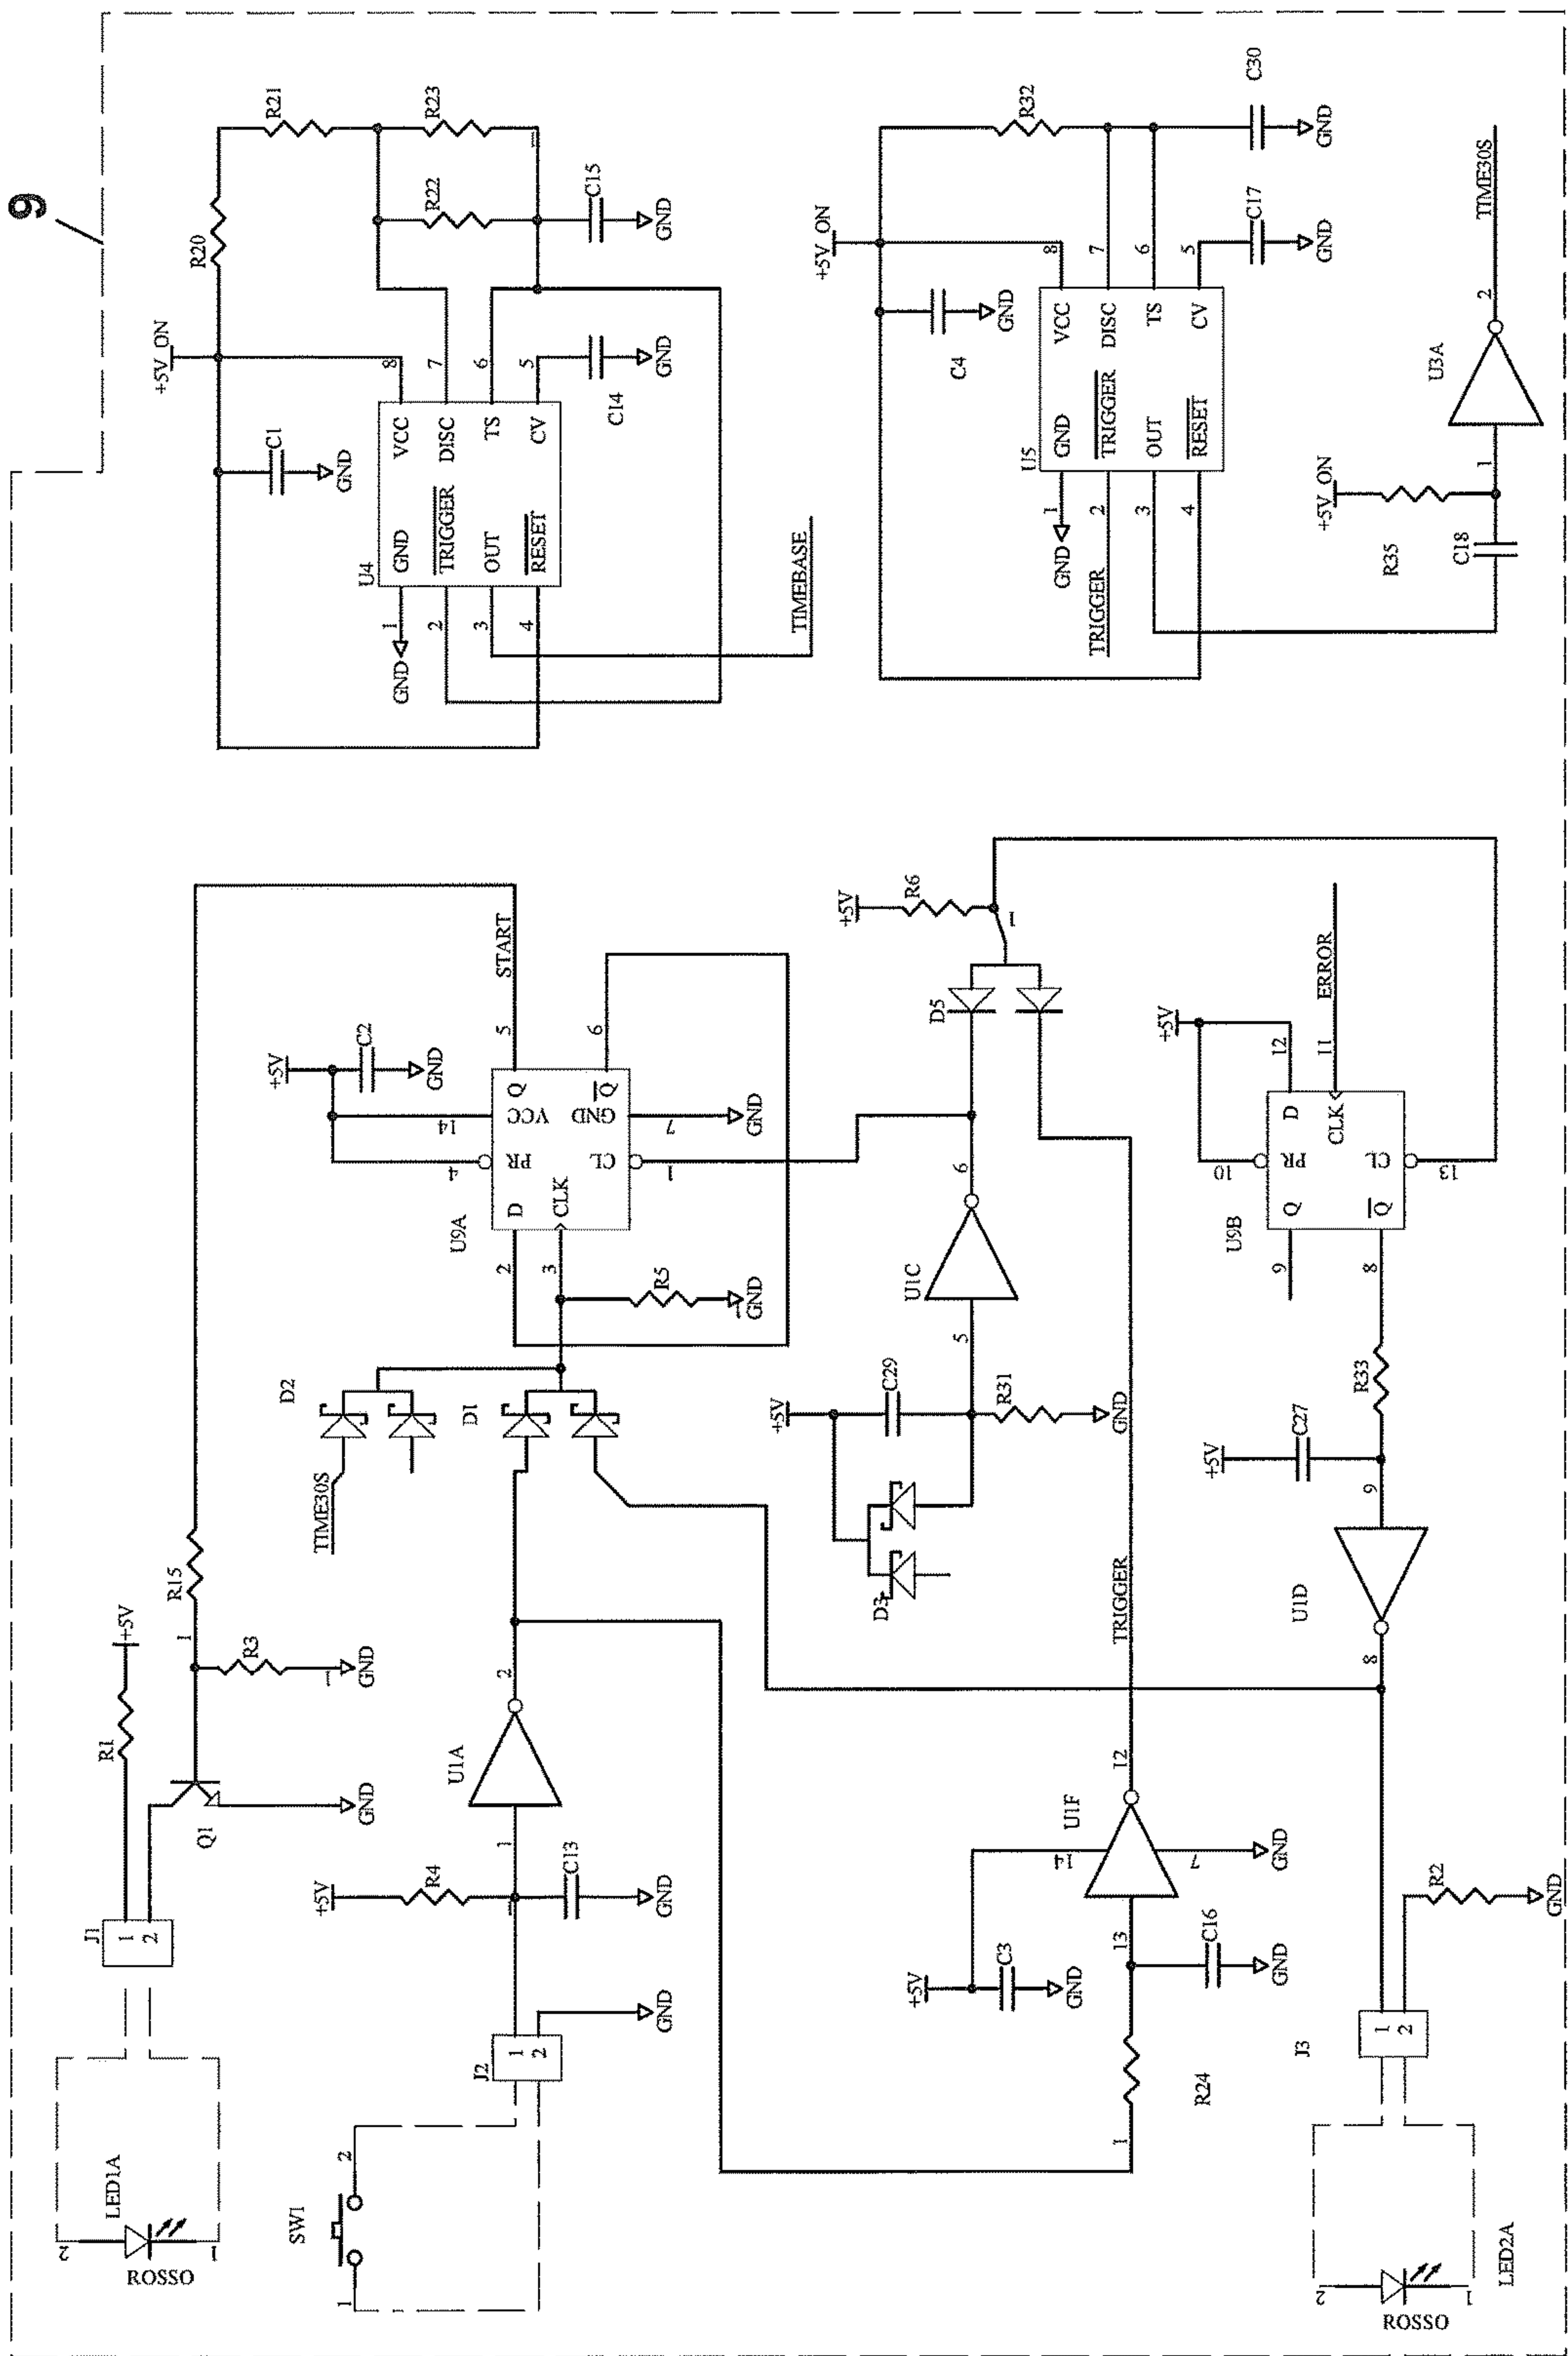 9
LED1A
2
1
ROSSO
J1
1
2
R1
+5V
Q1
GND
1
R3
1
GND
R15
START
SW1
1
2
J2
1
2
GND
+5V
R4
1
C13
GND
1
U1A
2
TIME30S
D2
D1
+5V
C2
GND
U9A
2
3
D
CLK
4
14
PR
VCC
Q
5
Q
6
CL
GND
1
7
GND
R5
1
GND
+5V
C29
D3
R31
GND
5
U1C
6
D5
+5V
R6
1
1
R24
+5V
C3
GND
13
C16
GND
U1F
14
7
GND
12
TRIGGER
LED2A
2
1
ROSSO
J3
1
2
R2
GND
8
U1D
9
+5V
C27
R33
8
9
U9B
Q
Q
10
PR
CL
13
D
CLK
12
11
+5V
ERROR
+5V_ON
R20
R21
C1
GND
U4
GND
TRIGGER
OUT
RESET
VCC
DISC
TS
CV
GND
1
2
3
4
8
7
6
5
R22
R23
1
C14
GND
C15
GND
TIMEBASE
+5V_ON
C4
GND
R32
U5
GND
TRIGGER
OUT
RESET
VCC
DISC
TS
CV
GND
1
TRIGGER
2
3
4
8
7
6
5
C17
GND
C30
GND
+5V_ON
R35
C18
1
U3A
2
TIME30S